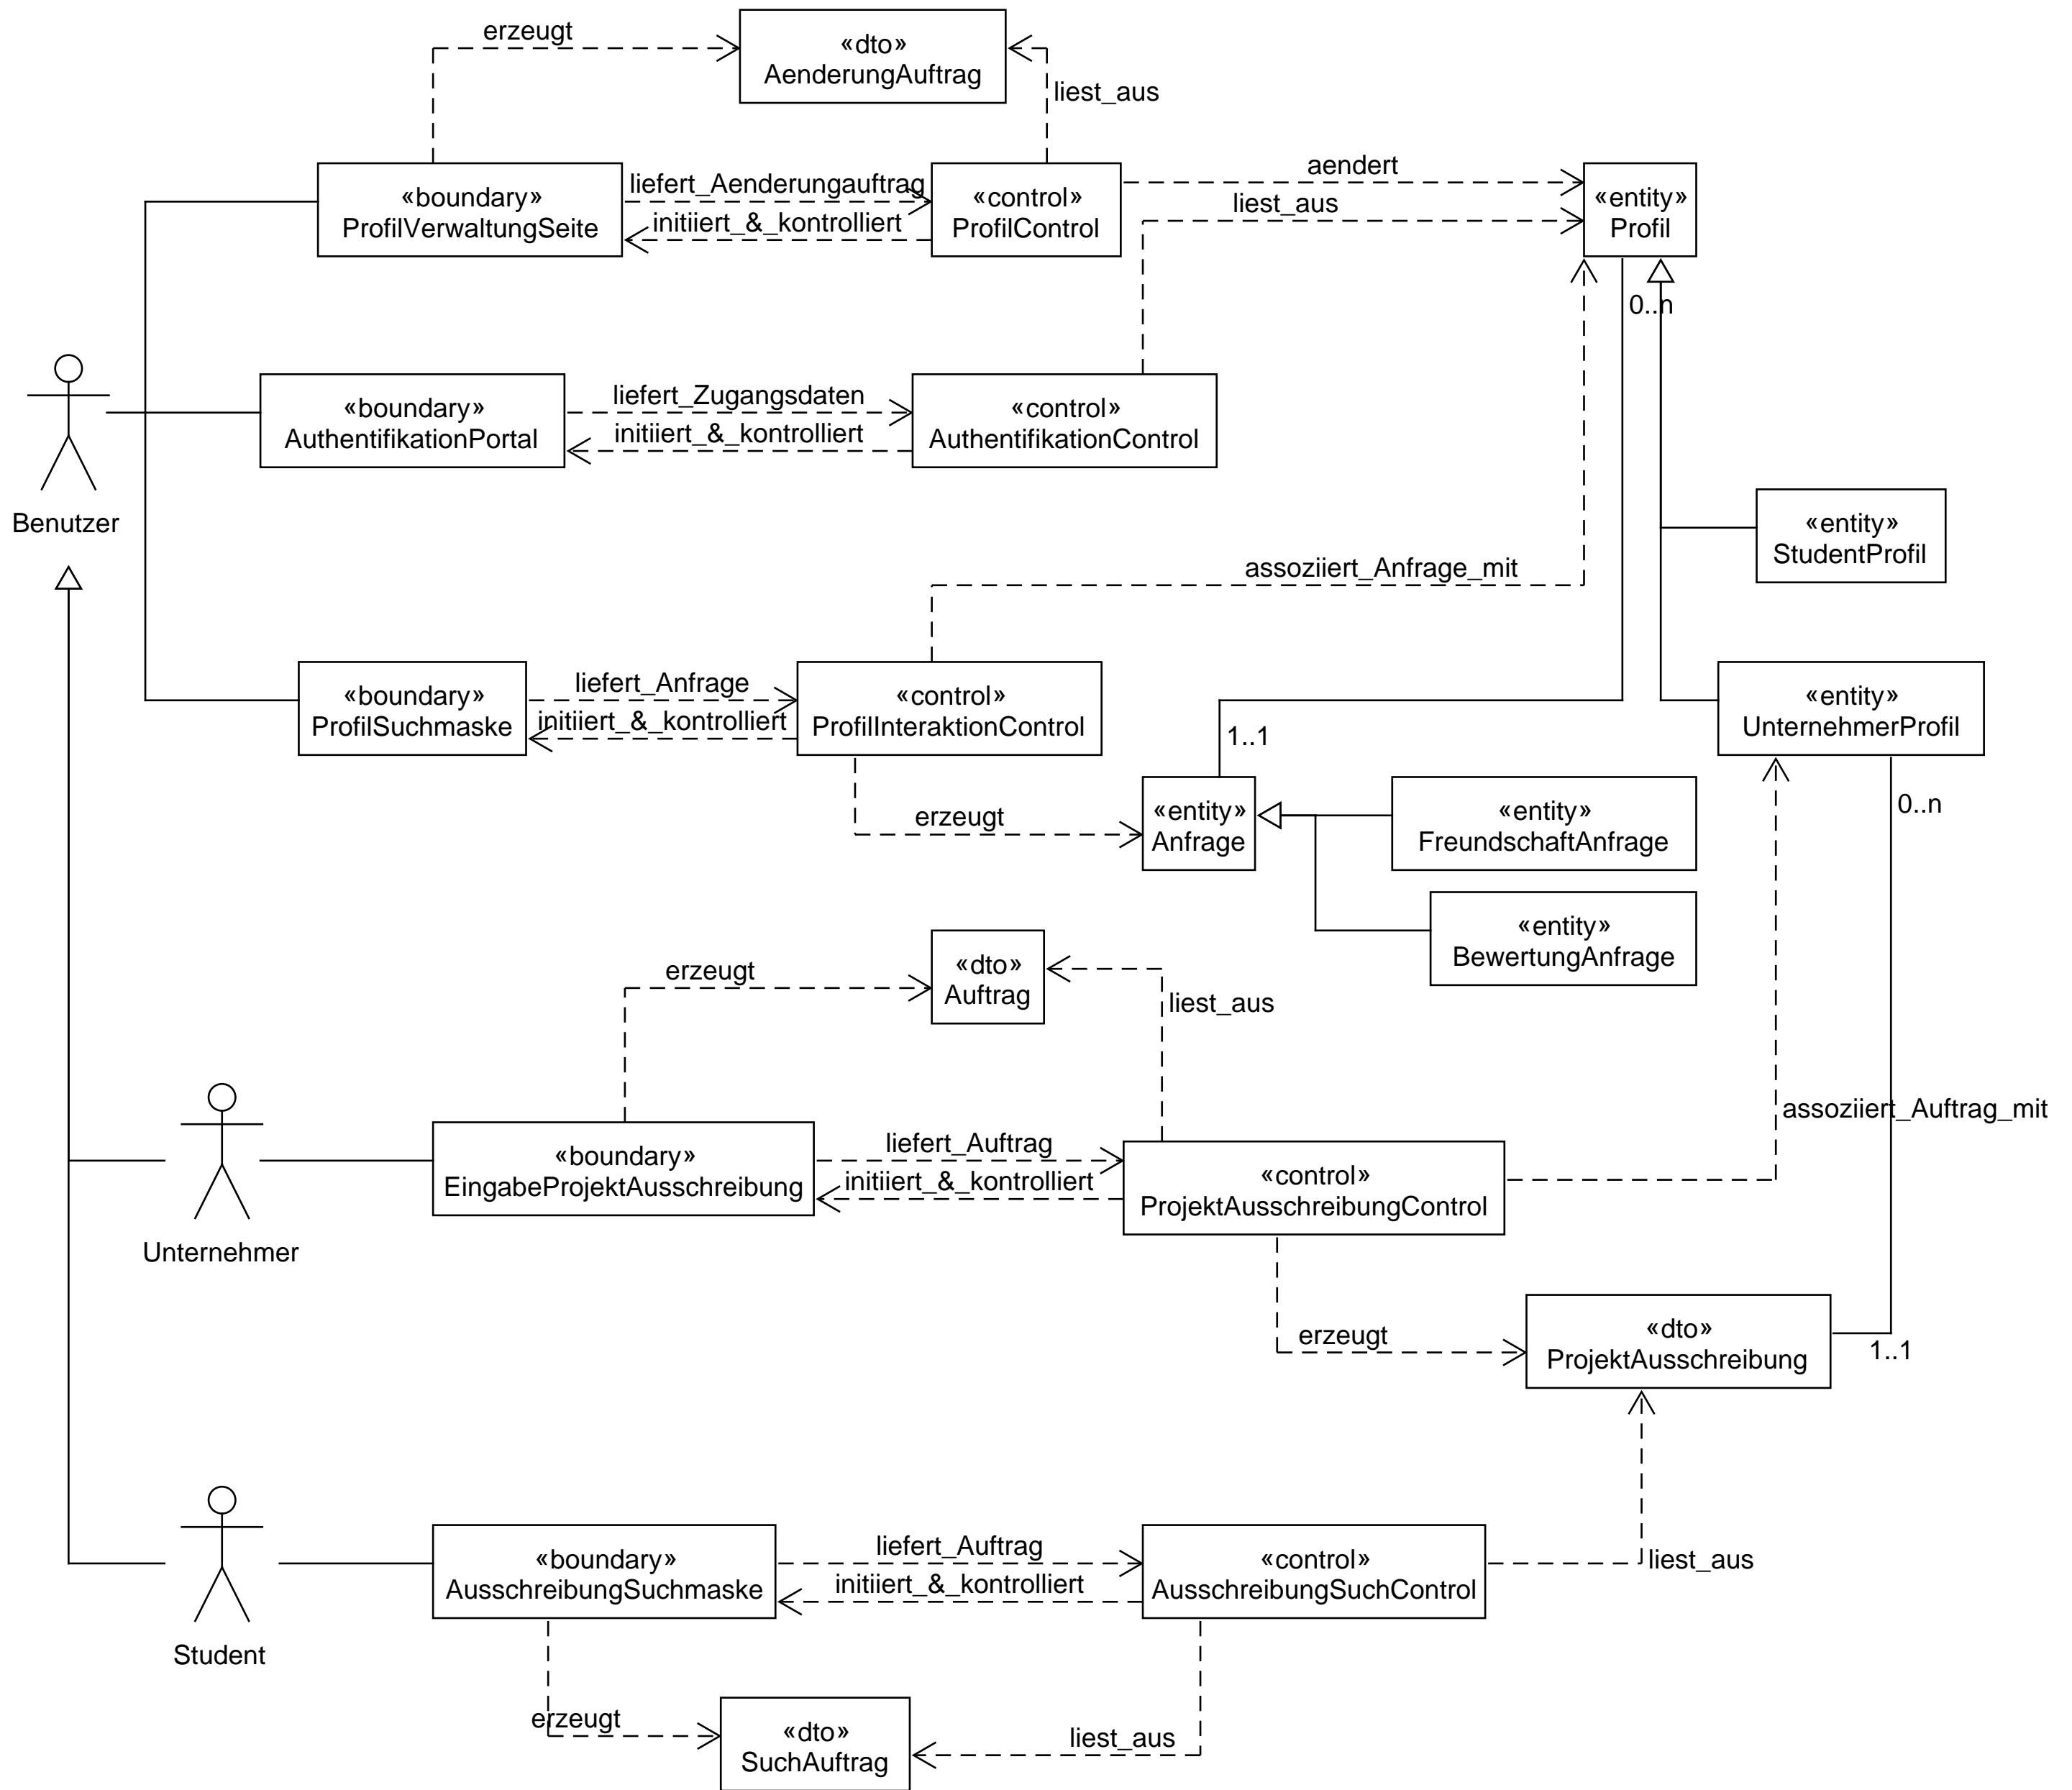 erzeugt
«dto»
AenderungAuftrag
liest_aus
«boundary»
ProfilVerwaltungSeite
liefert_Aenderungauftrag
initiiert_&_kontrolliert
«control»
ProfilControl
aendert
liest_aus
«entity»
Profil
0..n
Benutzer
«boundary»
AuthentifikationPortal
liefert_Zugangsdaten
initiiert_&_kontrolliert
«control»
AuthentifikationControl
«entity»
StudentProfil
assoziiert_Anfrage_mit
«boundary»
ProfilSuchmaske
liefert_Anfrage
initiiert_&_kontrolliert
«control»
ProfilInteraktionControl
1..1
«entity»
UnternehmerProfil
0..n
erzeugt
«entity»
Anfrage
«entity»
FreundschaftAnfrage
«entity»
BewertungAnfrage
erzeugt
«dto»
Auftrag
liest_aus
assoziiert_Auftrag_mit
Unternehmer
«boundary»
EingabeProjektAusschreibung
liefert_Auftrag
initiiert_&_kontrolliert
«control»
ProjektAusschreibungControl
erzeugt
«dto»
ProjektAusschreibung
1..1
Student
«boundary»
AusschreibungSuchmaske
liefert_Auftrag
initiiert_&_kontrolliert
«control»
AusschreibungSuchControl
liest_aus
erzeugt
«dto»
SuchAuftrag
liest_aus